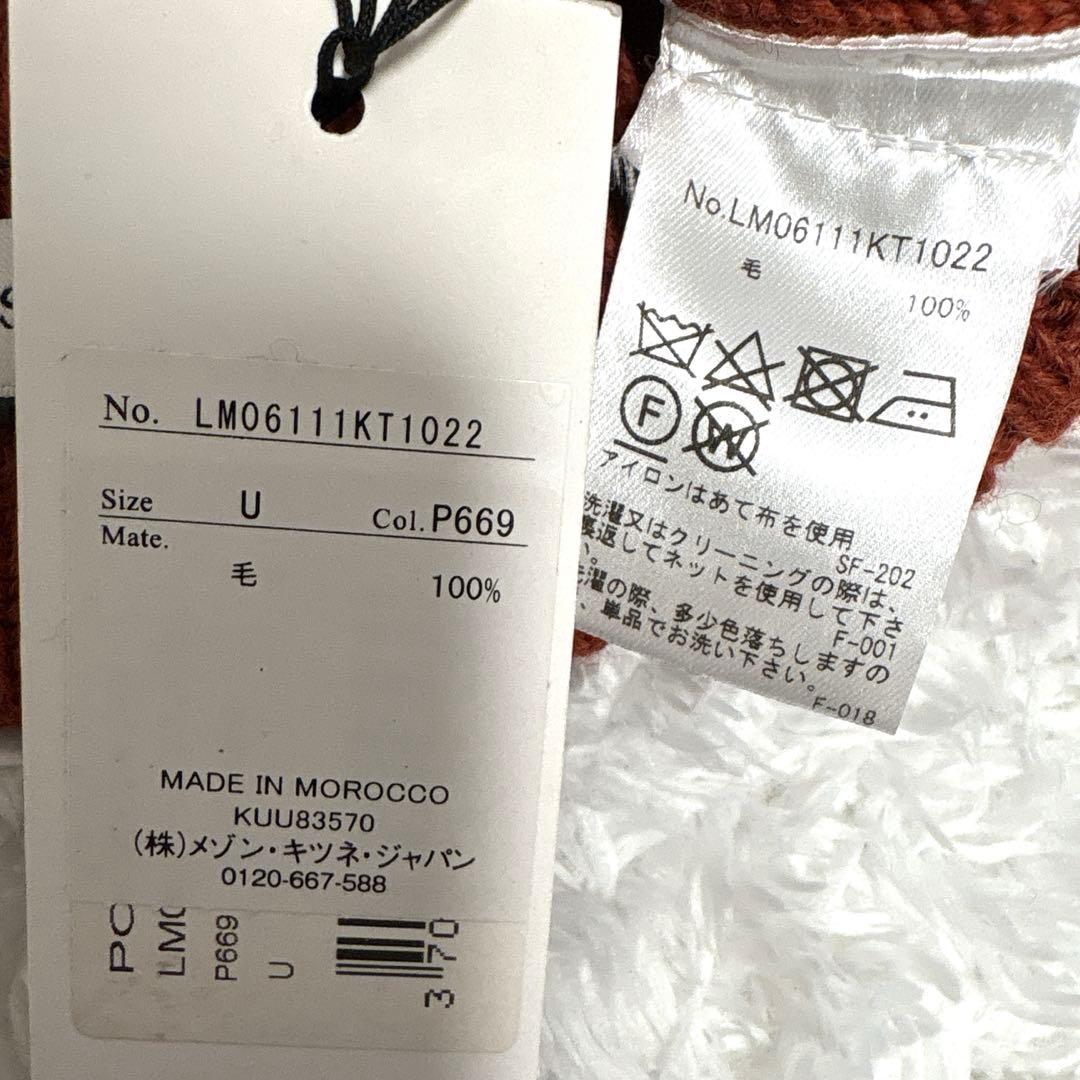 No. LM06111KT1022
Size U Col. P669
Mate.
毛 100%
MADE IN MOROCCO
KUU83570
(株)メゾン・キツネ・ジャパン
0120-667-588
P669
U
370
No.LM06111KT1022
毛
100%
F W
アイロンはあて布を使用
SF-202
洗濯又はクリーニングの際は、
裏返してネットを使用して下さ
い。
F-001
洗濯の際、多少色落ちしますの
で、単品でお洗い下さい。
F-018